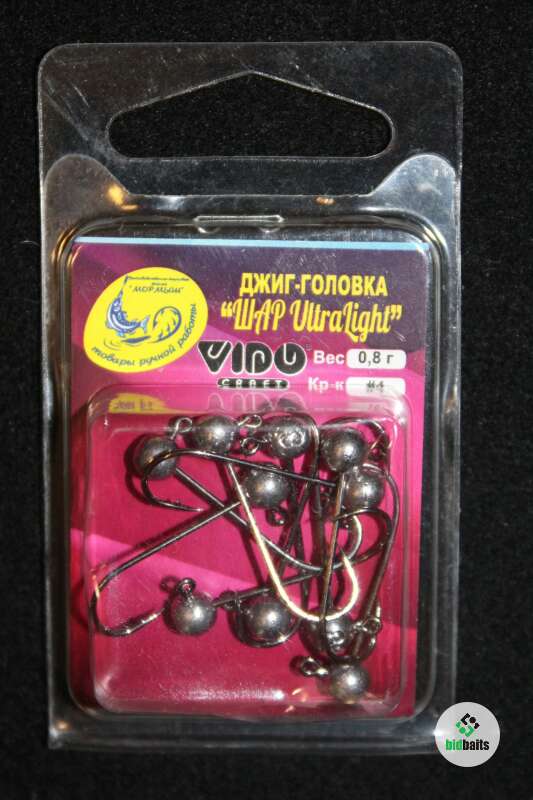 "МОРМЫШ"
товары ручной работы
ДЖИГ-ГОЛОВКА
"ШАР UltraLight"
VIDO
CRAFT
Вес 0,8 г
Кр-к #4
bidbaits